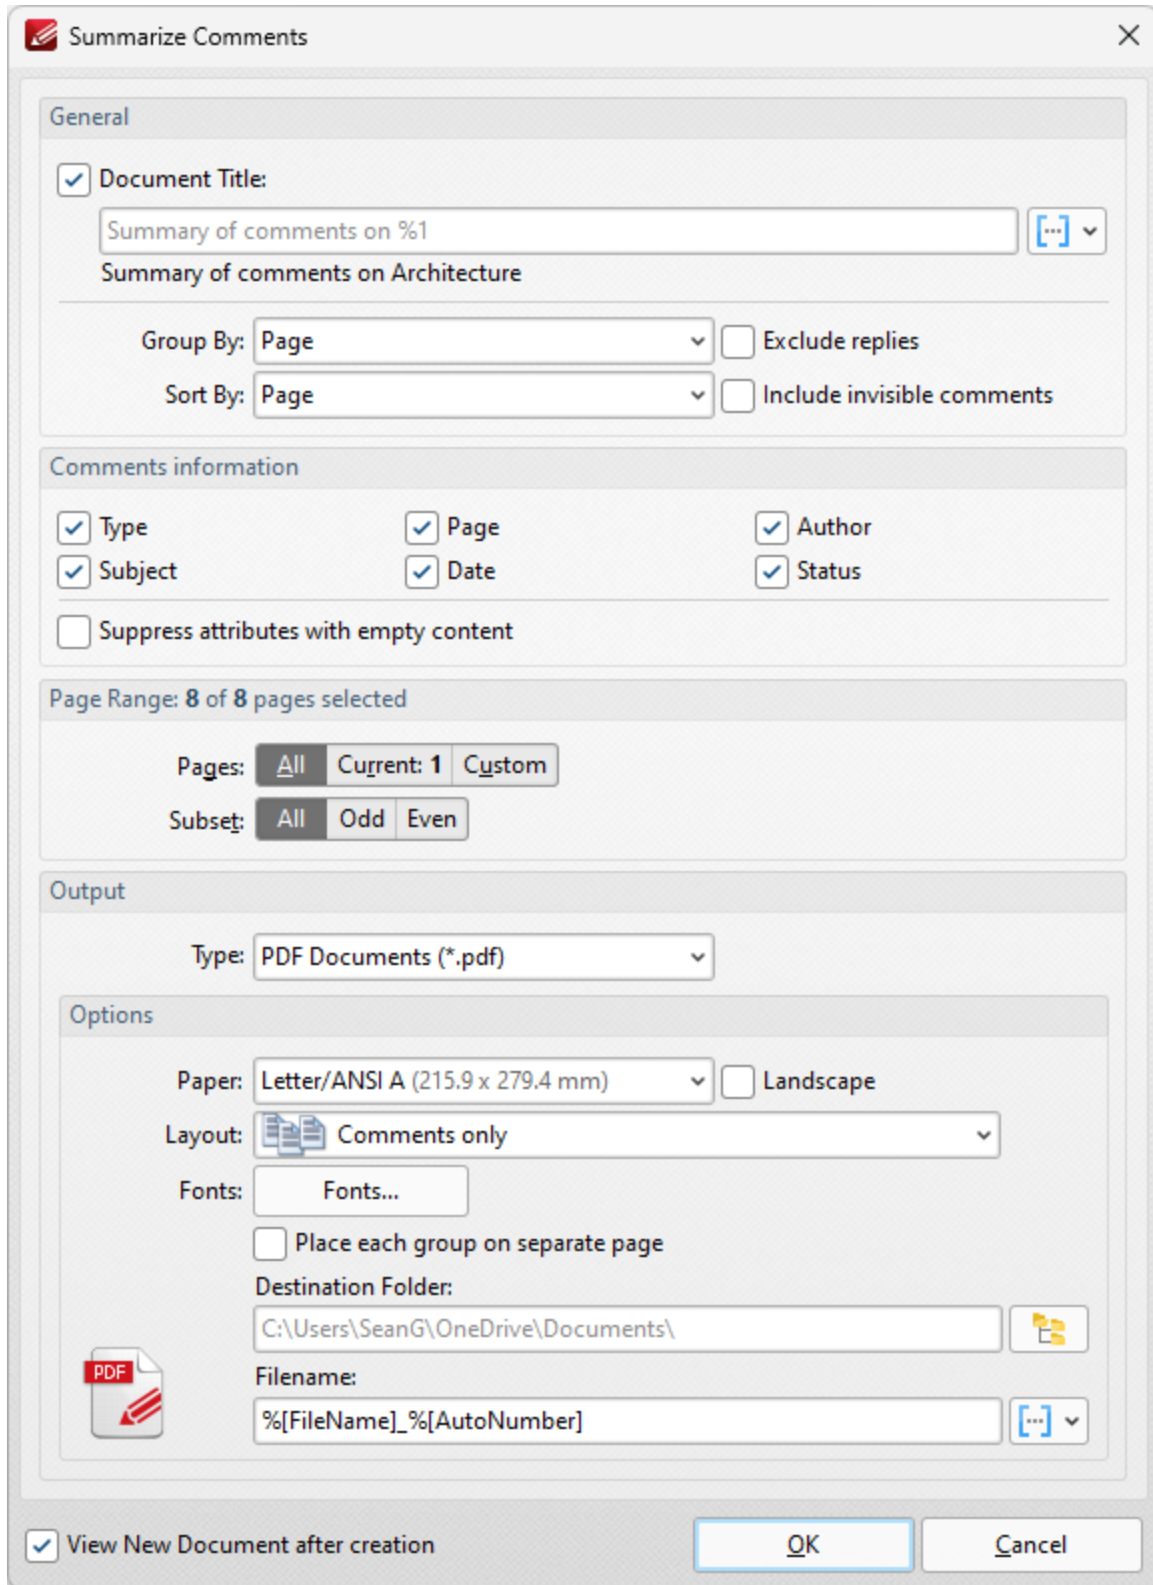 Summarize Comments
General
Document Title:
Summary of comments on %1
Summary of comments on Architecture
Group By: Page Exclude replies
Sort By: Page Include invisible comments
Comments information
Type Page Author
Subject Date Status
Suppress attributes with empty content
Page Range: 8 of 8 pages selected
Pages: All Current: 1 Custom
Subset: All Odd Even
Output
Type: PDF Documents (*.pdf)
Options
Paper: Letter/ANSI A (215.9 x 279.4 mm) Landscape
Layout: Comments only
Fonts: Fonts...
Place each group on separate page
Destination Folder:
C:\Users\SeanG\OneDrive\Documents\
PDF
Filename:
%[FileName]_%[AutoNumber]
View New Document after creation OK Cancel